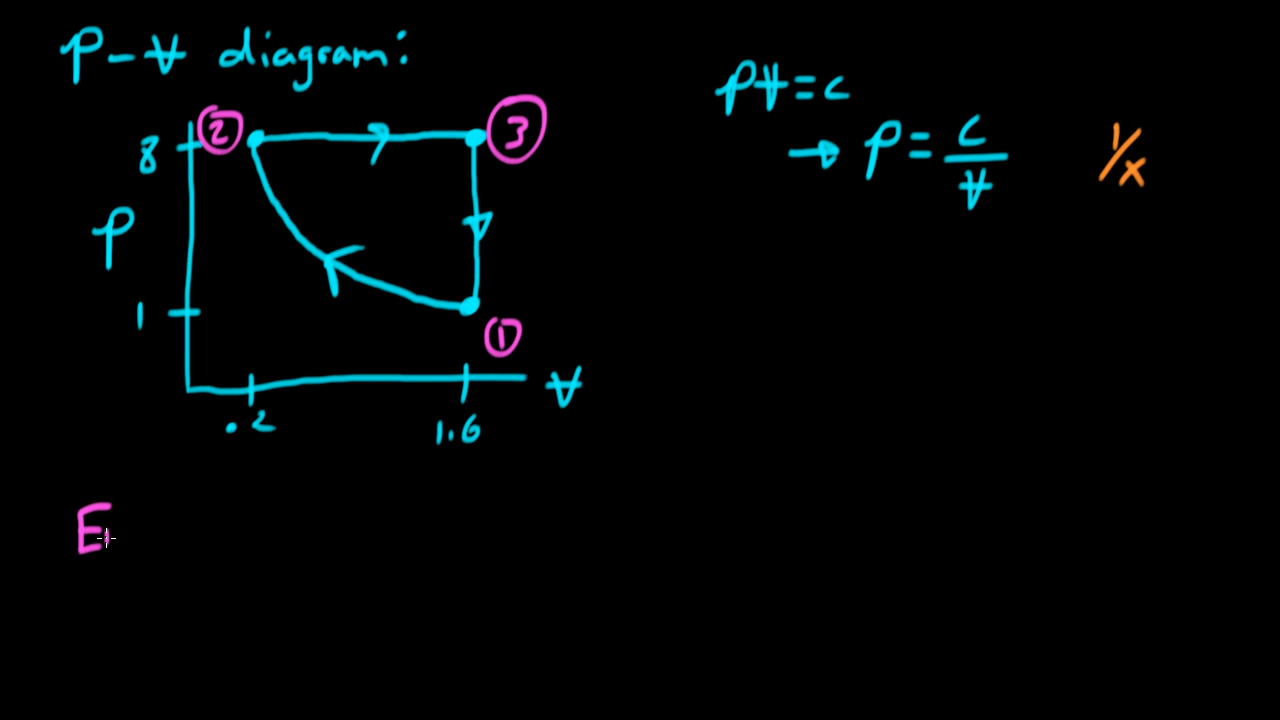 P-V diagram:
pV=c
→ p= c/V
1/x
2
3
8
p
1
1
V
.2
1.6
E